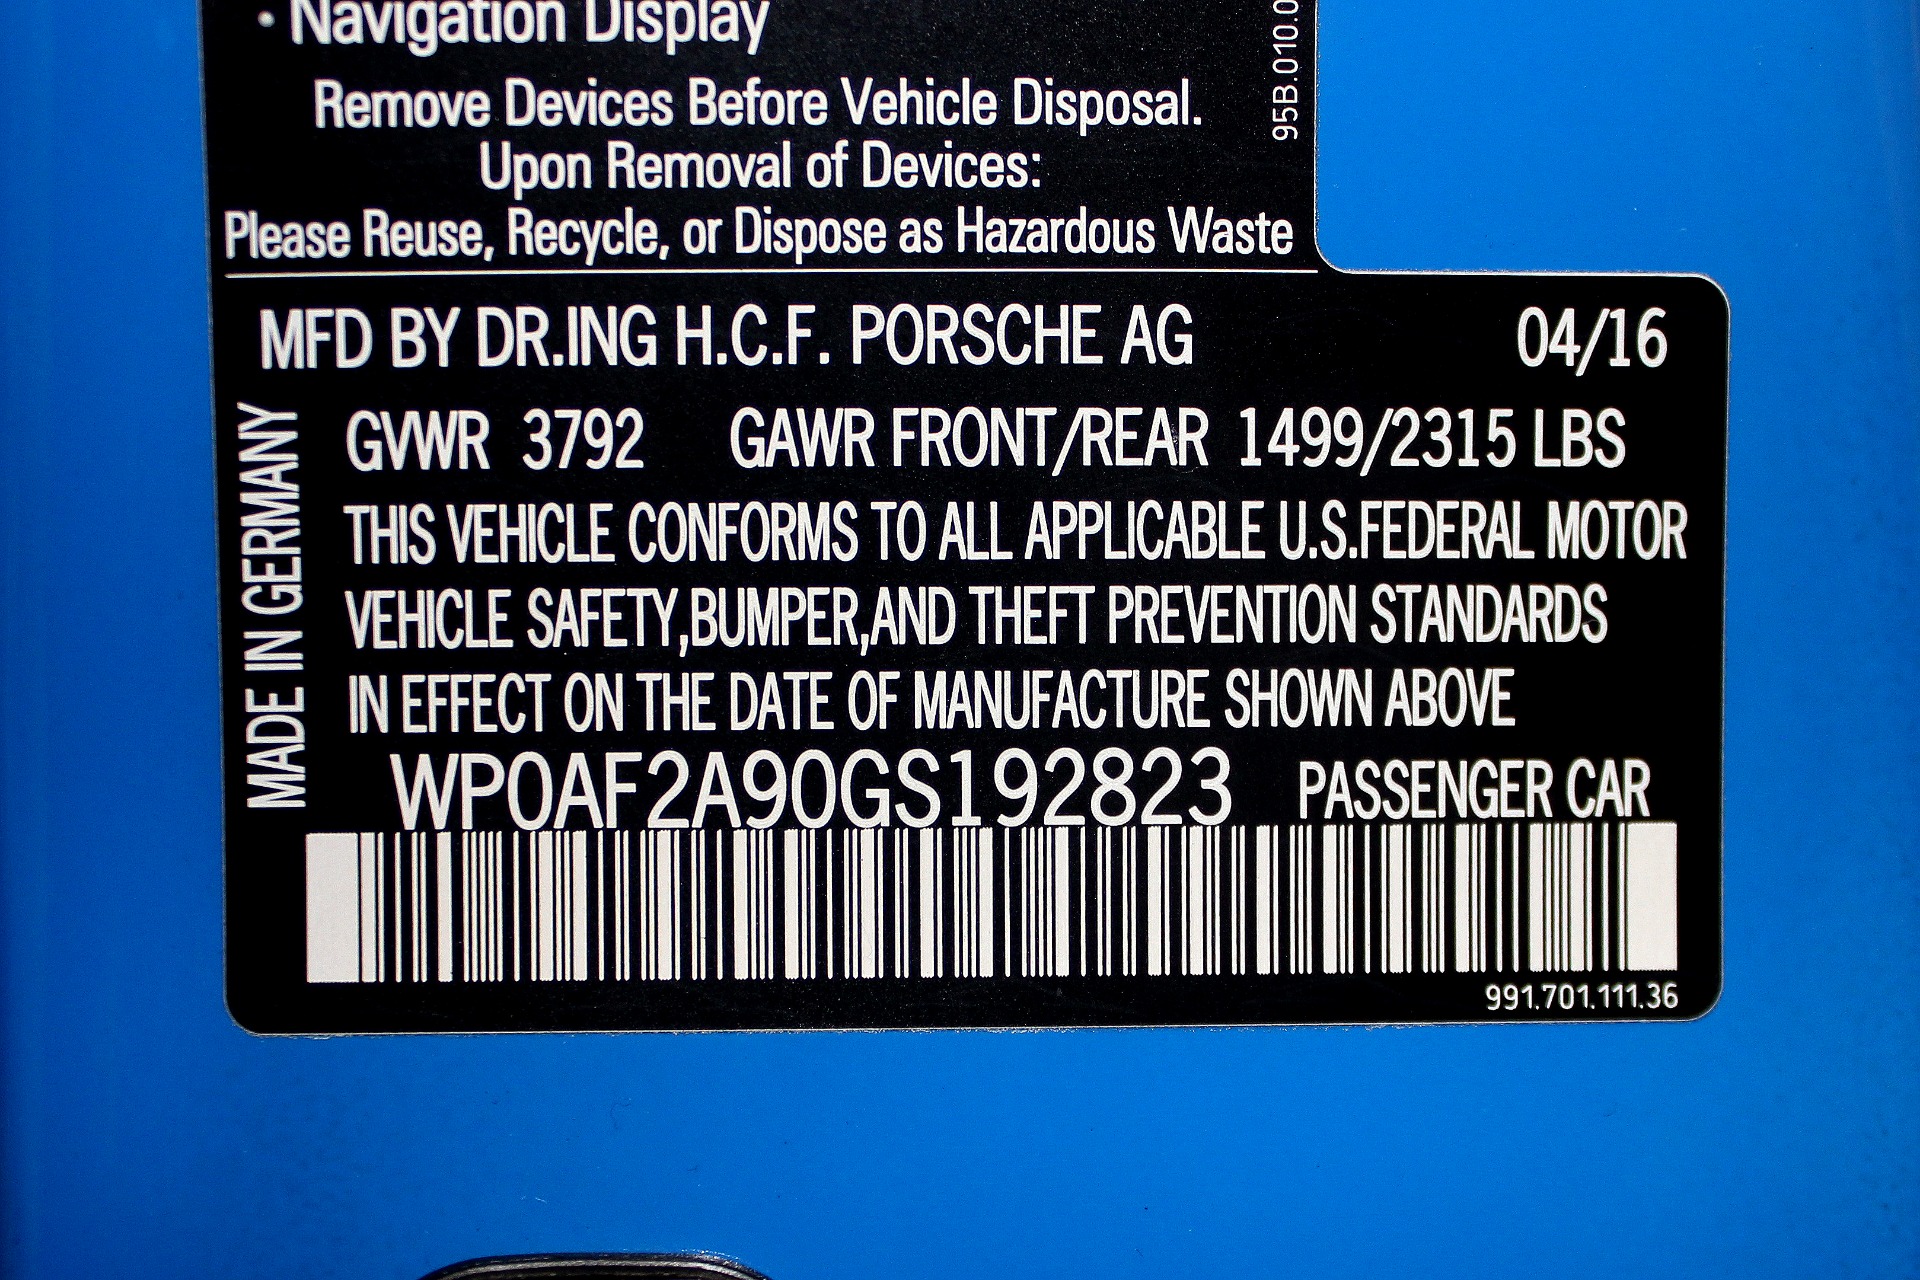 • Navigation Display
Remove Devices Before Vehicle Disposal.
Upon Removal of Devices:
Please Reuse, Recycle, or Dispose as Hazardous Waste
95B.010.0
MFD BY DR.ING H.C.F. PORSCHE AG 04/16
MADE IN GERMANY
GVWR 3792 GAWR FRONT/REAR 1499/2315 LBS
THIS VEHICLE CONFORMS TO ALL APPLICABLE U.S.FEDERAL MOTOR
VEHICLE SAFETY,BUMPER,AND THEFT PREVENTION STANDARDS
IN EFFECT ON THE DATE OF MANUFACTURE SHOWN ABOVE
WP0AF2A90GS192823 PASSENGER CAR
991.701.111.36